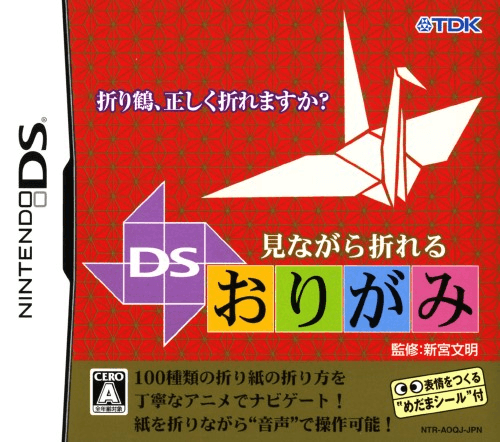 TDK
折り鶴、正しく折れますか?
NINTENDO DS
見ながら折れる
DS
おりがみ
監修:新宮文明
CERO
A
全年齢対象
100種類の折り紙の折り方を
丁寧なアニメでナビゲート!
紙を折りながら“音声”で操作可能!
表情をつくる
“めだまシール”付
NTR-AOQJ-JPN